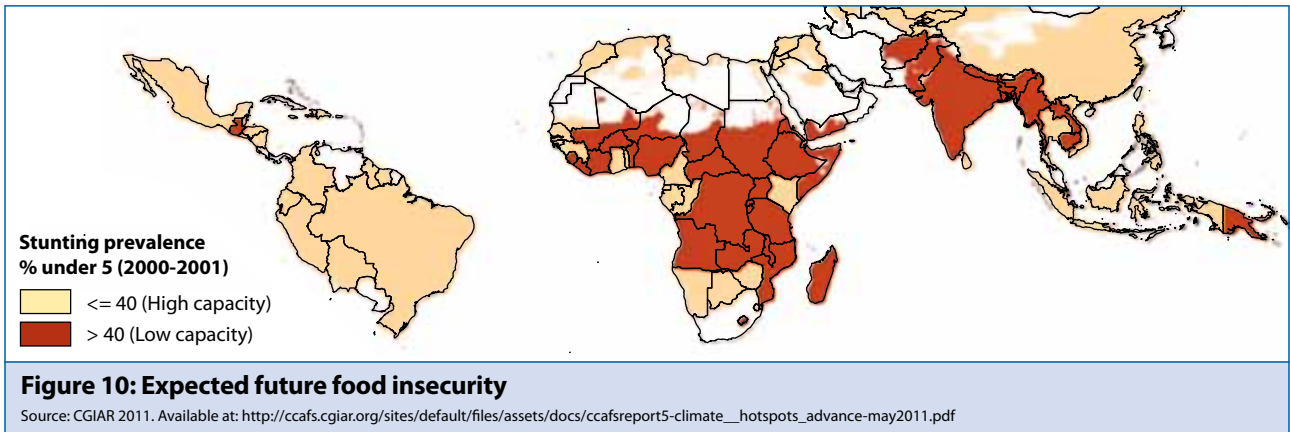 Stunting prevalence
% under 5 (2000-2001)
<= 40 (High capacity)
> 40 (Low capacity)
Figure 10: Expected future food insecurity
Source: CGIAR 2011. Available at: http://ccafs.cgiar.org/sites/default/files/assets/docs/ccafsreport5-climate__hotspots_advance-may2011.pdf